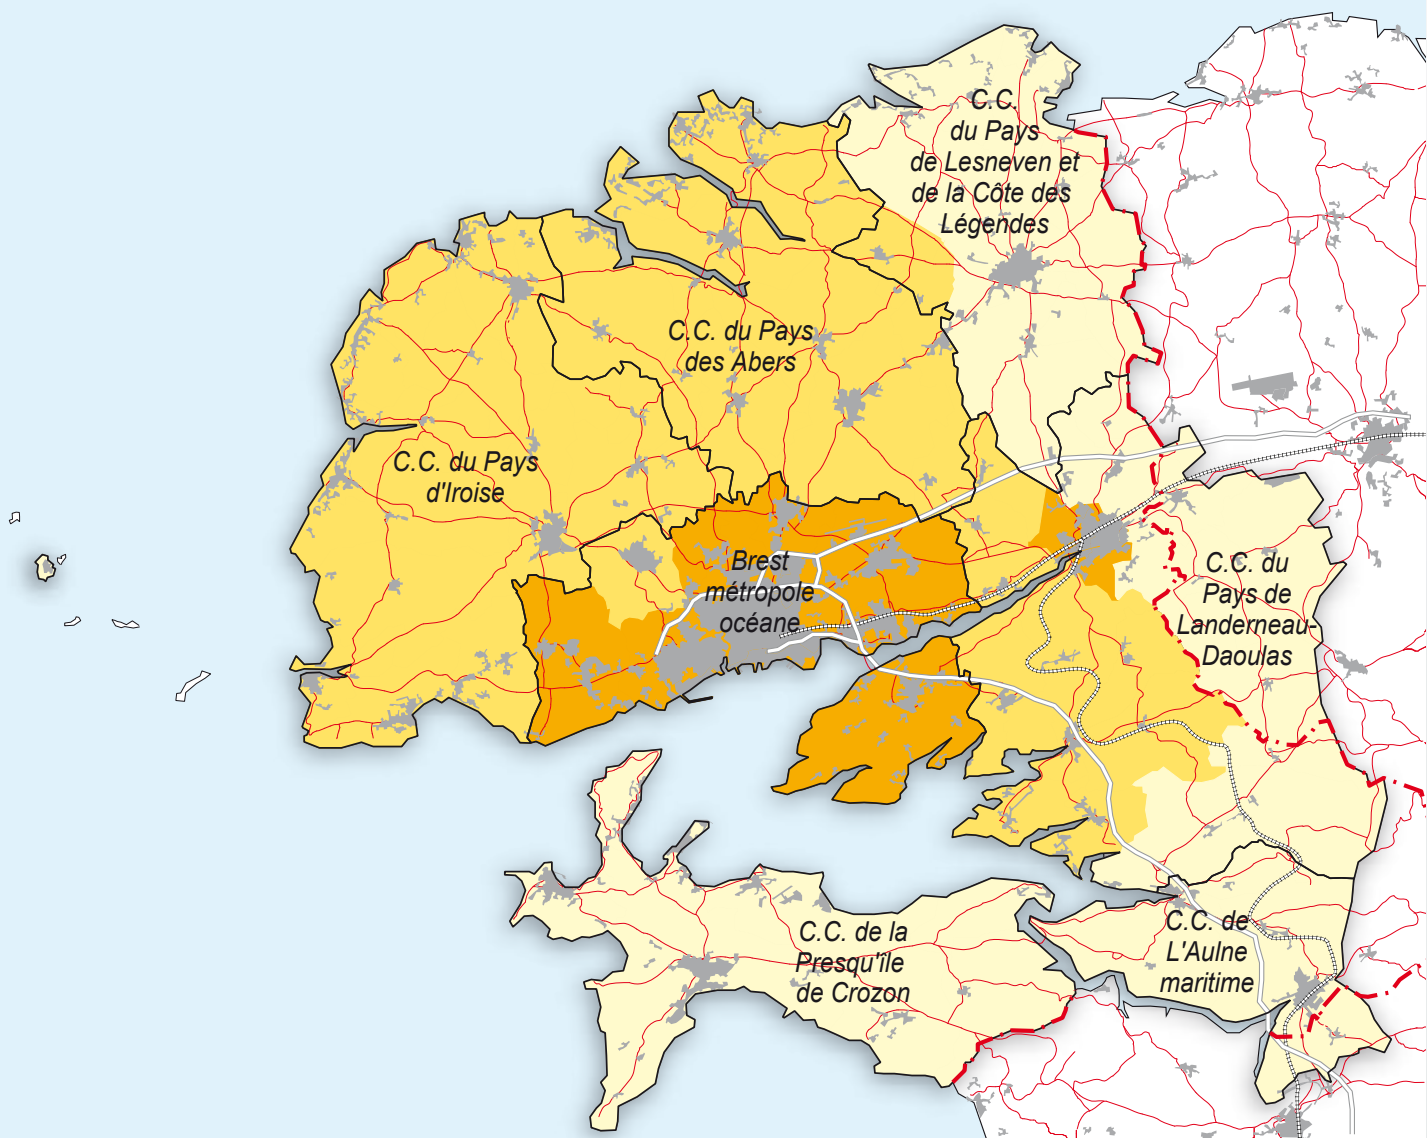 C.C.
du Pays
de Lesneven et
de la Côte des
Légendes
C.C. du Pays
des Abers
C.C. du Pays
d'Iroise
Brest
métropole
océane
C.C. du
Pays de
Landerneau-
Daoulas
C.C. de la
Presqu'île
de Crozon
C.C. de
L'Aulne
maritime